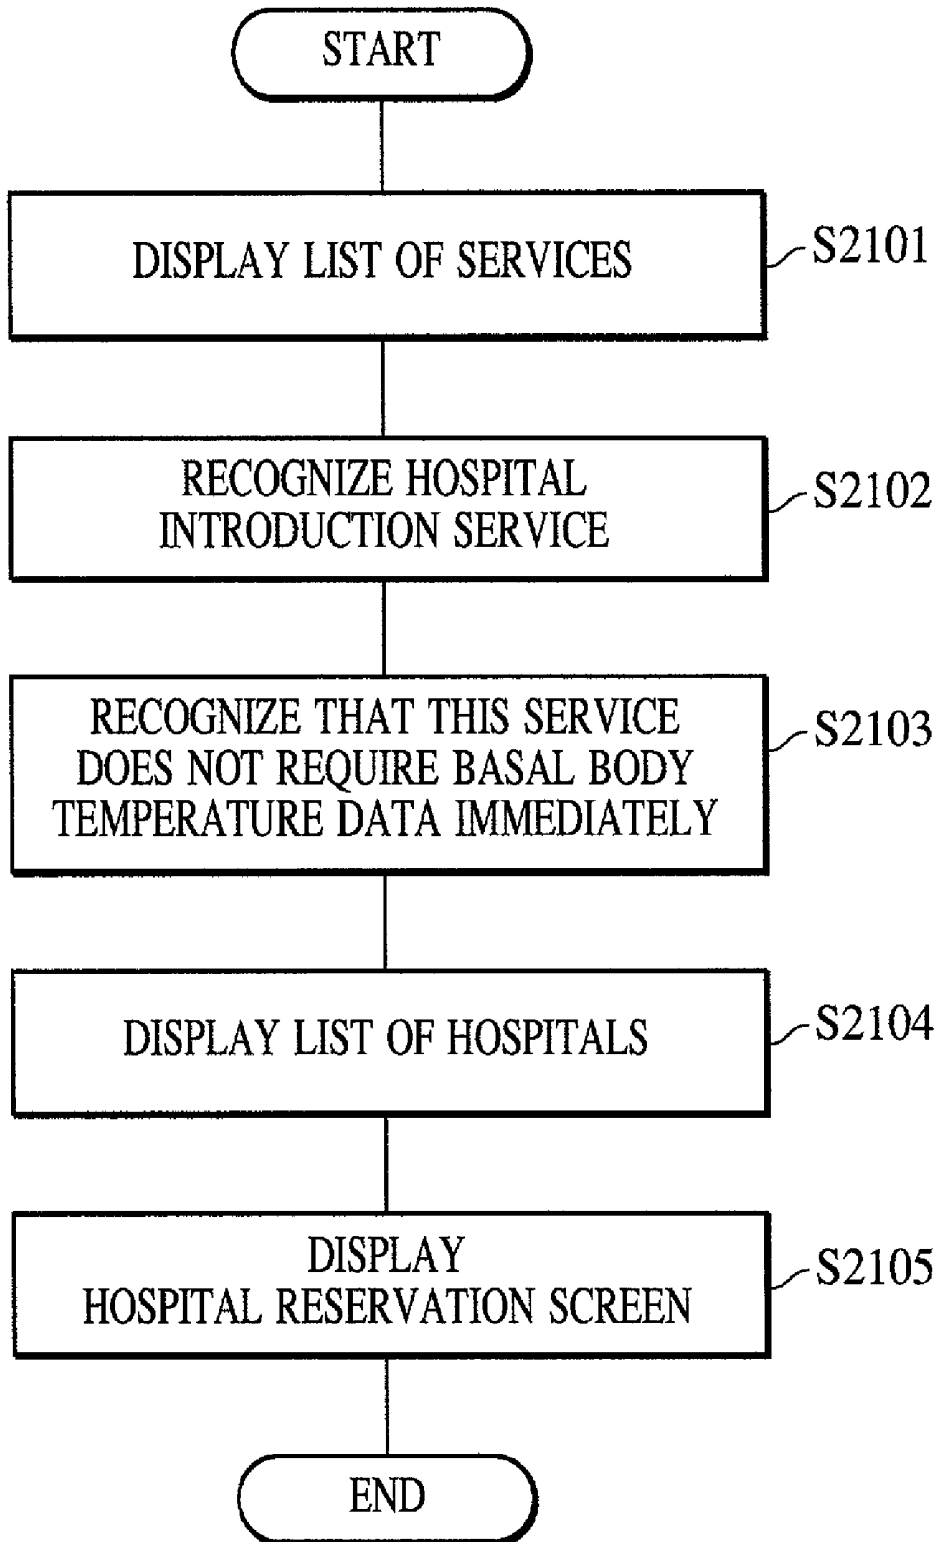 START
DISPLAY LIST OF SERVICES
S2101
RECOGNIZE HOSPITAL
INTRODUCTION SERVICE
S2102
RECOGNIZE THAT THIS SERVICE
DOES NOT REQUIRE BASAL BODY
TEMPERATURE DATA IMMEDIATELY
S2103
DISPLAY LIST OF HOSPITALS
S2104
DISPLAY
HOSPITAL RESERVATION SCREEN
S2105
END